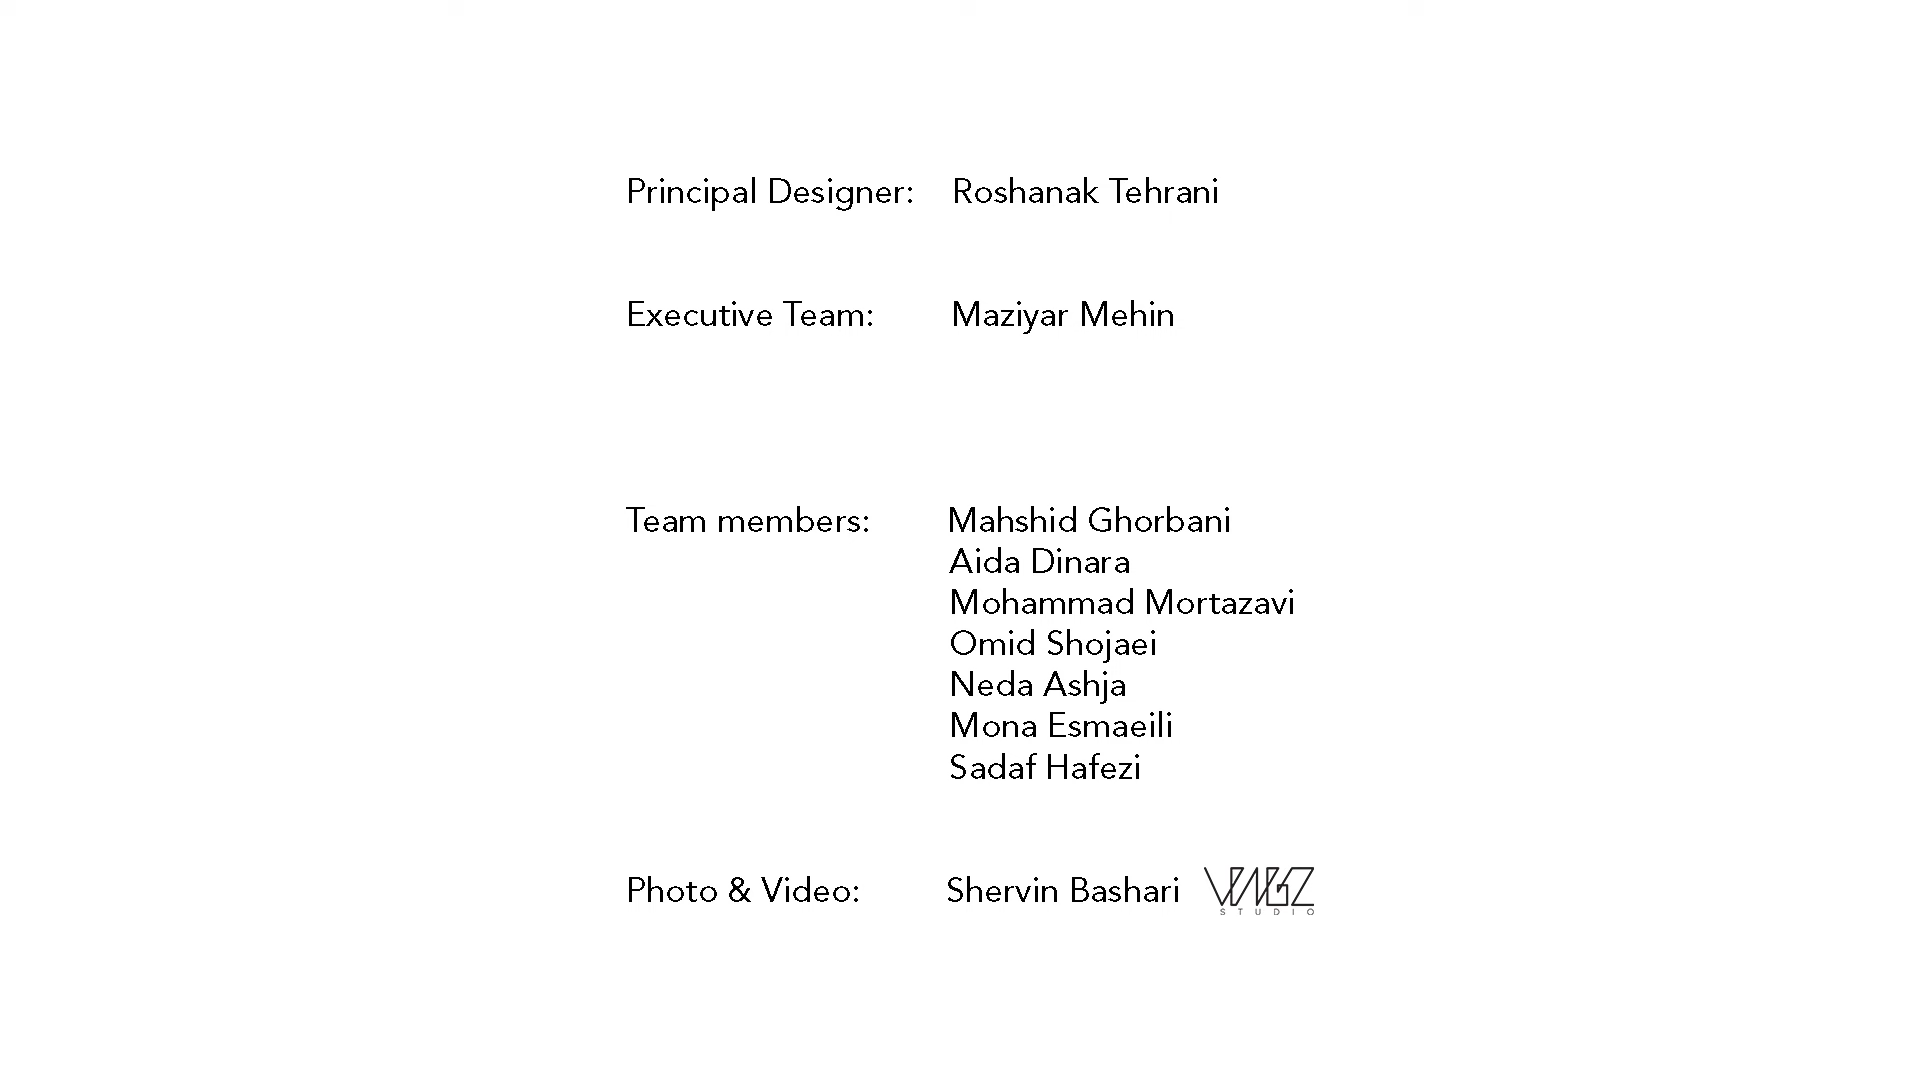 Principal Designer: Roshanak Tehrani
Executive Team: Maziyar Mehin
Team members: Mahshid Ghorbani
Aida Dinara
Mohammad Mortazavi
Omid Shojaei
Neda Ashja
Mona Esmaeili
Sadaf Hafezi
Photo & Video: Shervin Bashari
STUDIO